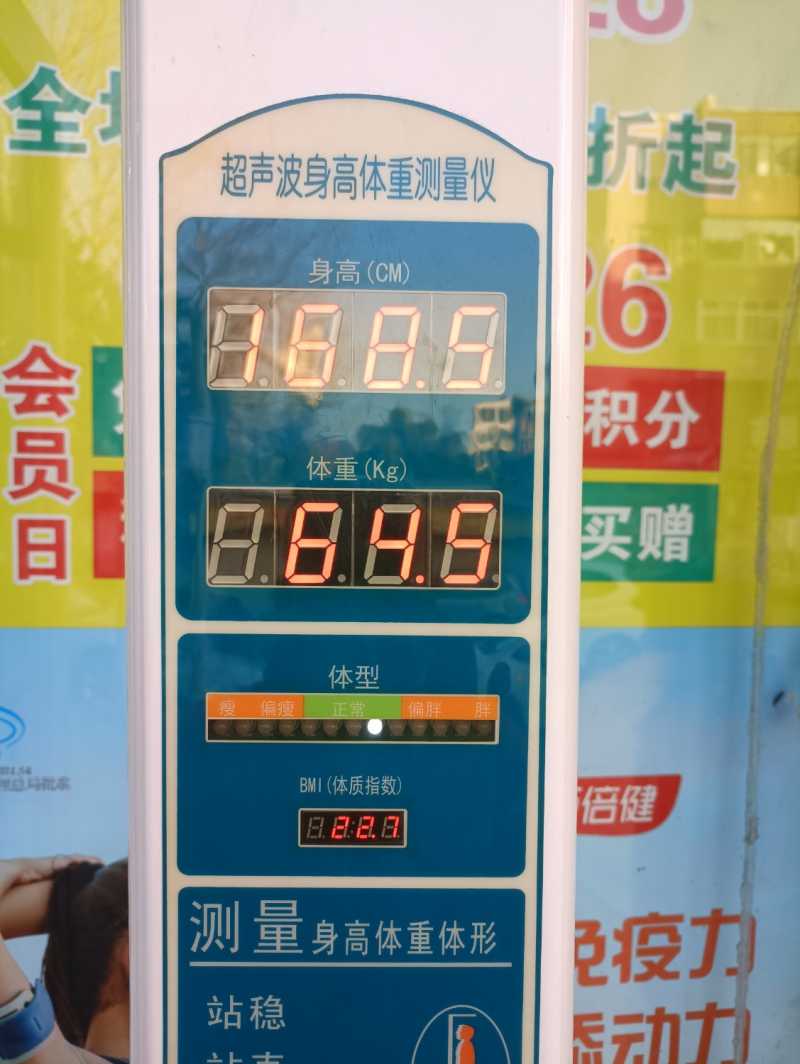 超声波身高体重测量仪
身高(CM)
168.5
体重(Kg)
64.5
体型
瘦 偏瘦 正常 偏胖 胖
BMI(体质指数)
22.7
测量身高体重体形
站稳
全
折起
26
会员日
积分
买赠
倍健
免疫力
添动力